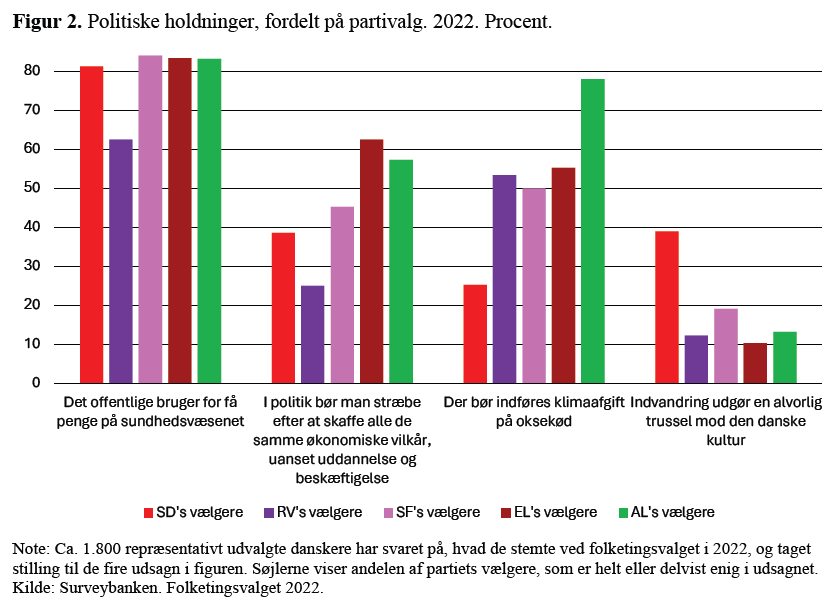 Figur 2. Politiske holdninger, fordelt på partivalg. 2022. Procent.
80
70
60
50
40
30
20
10
0
Det offentlige bruger for få
penge på sundhedsvæsenet
I politik bør man stræbe
efter at skaffe alle de
samme økonomiske vilkår,
uanset uddannelse og
beskæftigelse
Der bør indføres klimaafgift
på oksekød
Indvandring udgør en alvorlig
trussel mod den danske
kultur
SD's vælgere RV's vælgere SF's vælgere EL's vælgere AL's vælgere
Note: Ca. 1.800 repræsentativt udvalgte danskere har svaret på, hvad de stemte ved folketingsvalget i 2022, og taget
stilling til de fire udsagn i figuren. Søjlerne viser andelen af partiets vælgere, som er helt eller delvist enig i udsagnet.
Kilde: Surveybanken. Folketingsvalget 2022.